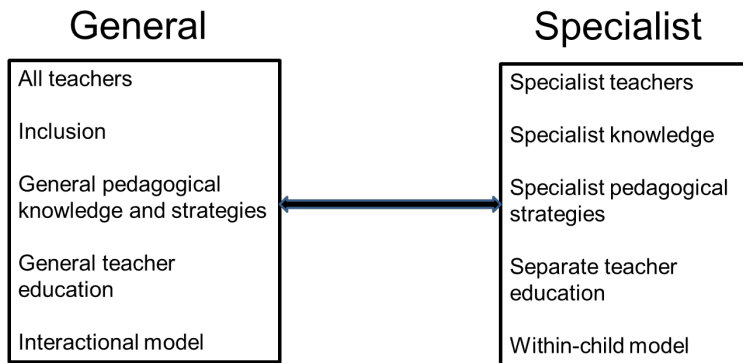 General
All teachers
Inclusion
General pedagogical
knowledge and strategies
General teacher
education
Interactional model
Specialist
Specialist teachers
Specialist knowledge
Specialist pedagogical
strategies
Separate teacher
education
Within-child model